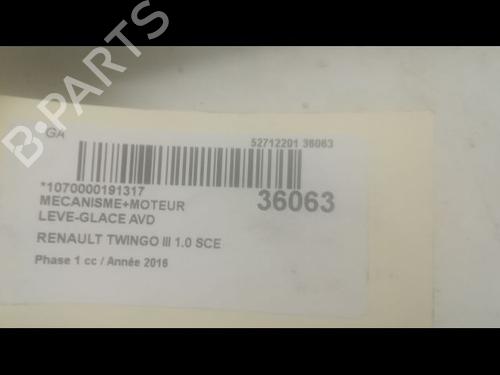 GA
52712201 36063
*1070000191317
36063
MECANISME+MOTEUR
LEVE-GLACE AVD
RENAULT TWINGO III 1.0 SCE
Phase 1 cc / Année 2016
B-PARTS